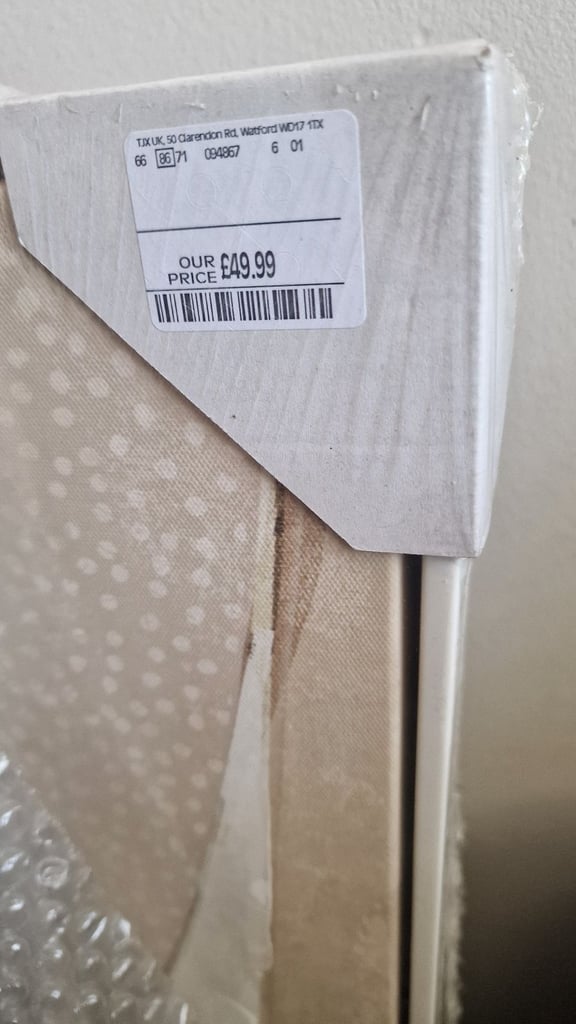 TJX UK, 50 Clarendon Rd, Watford WD17 1TX
66 86 71 094867 6 01
OUR PRICE £49.99